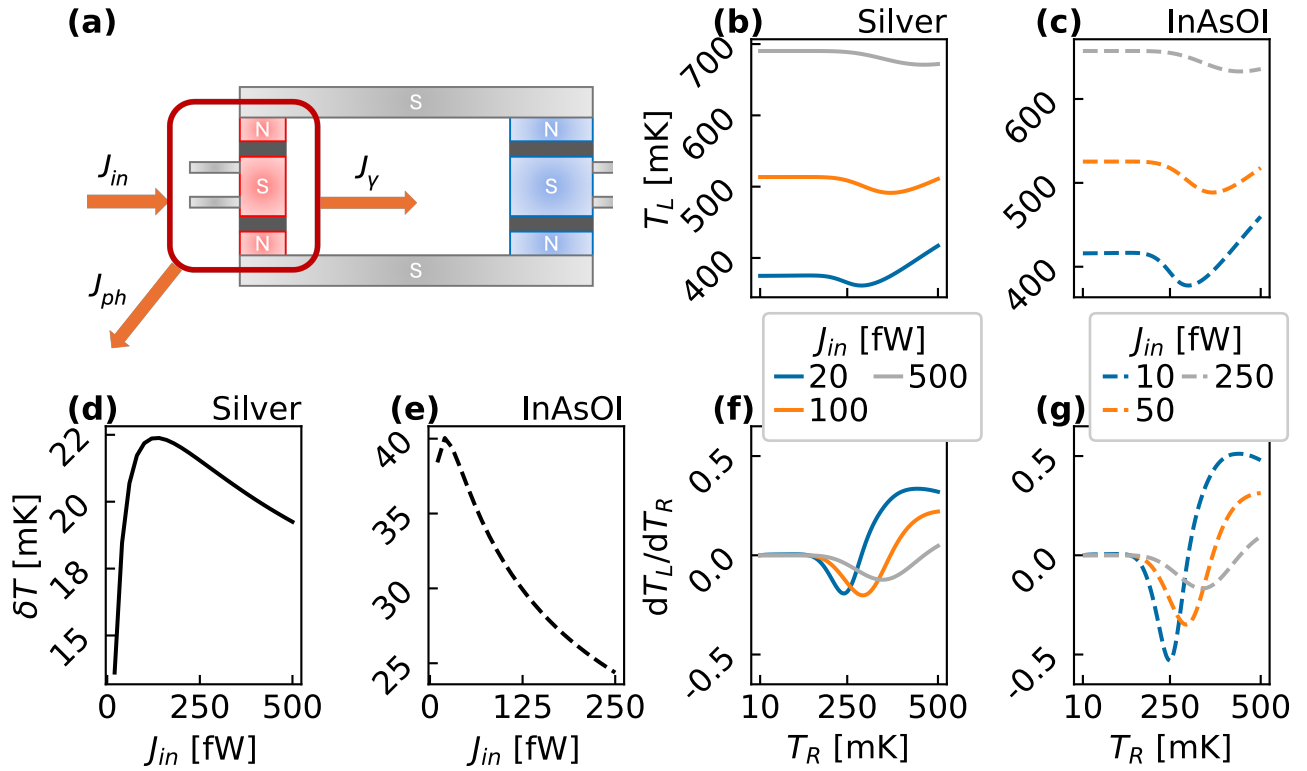 (a)
S
N
N
S
S
N
N
S
J_in
J_γ
J_ph
(b)
Silver
T_L [mK]
700
600
500
400
(c)
InAsOI
600
500
400
J_in [fW]
20
500
100
J_in [fW]
10
250
50
(d)
Silver
δT [mK]
22
20
18
15
0
250
500
J_in [fW]
(e)
InAsOI
40
35
30
25
0
125
250
J_in [fW]
(f)
dT_L/dT_R
0.5
0.0
-0.5
10
250
500
T_R [mK]
(g)
0.5
0.0
-0.5
10
250
500
T_R [mK]